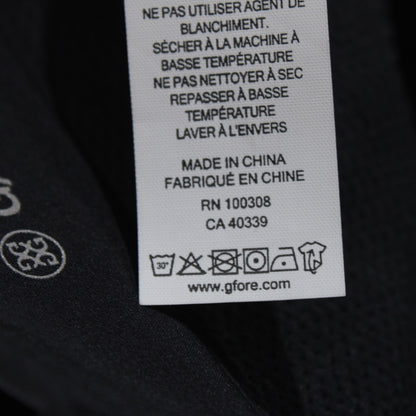 NE PAS UTILISER AGENT DE
BLANCHIMENT.
SÉCHER À LA MACHINE À
BASSE TEMPÉRATURE
NE PAS NETTOYER À SEC
REPASSER À BASSE
TEMPÉRATURE
LAVER À L'ENVERS
MADE IN CHINA
FABRIQUÉ EN CHINE
RN 100308
CA 40339
30°
www.gfore.com